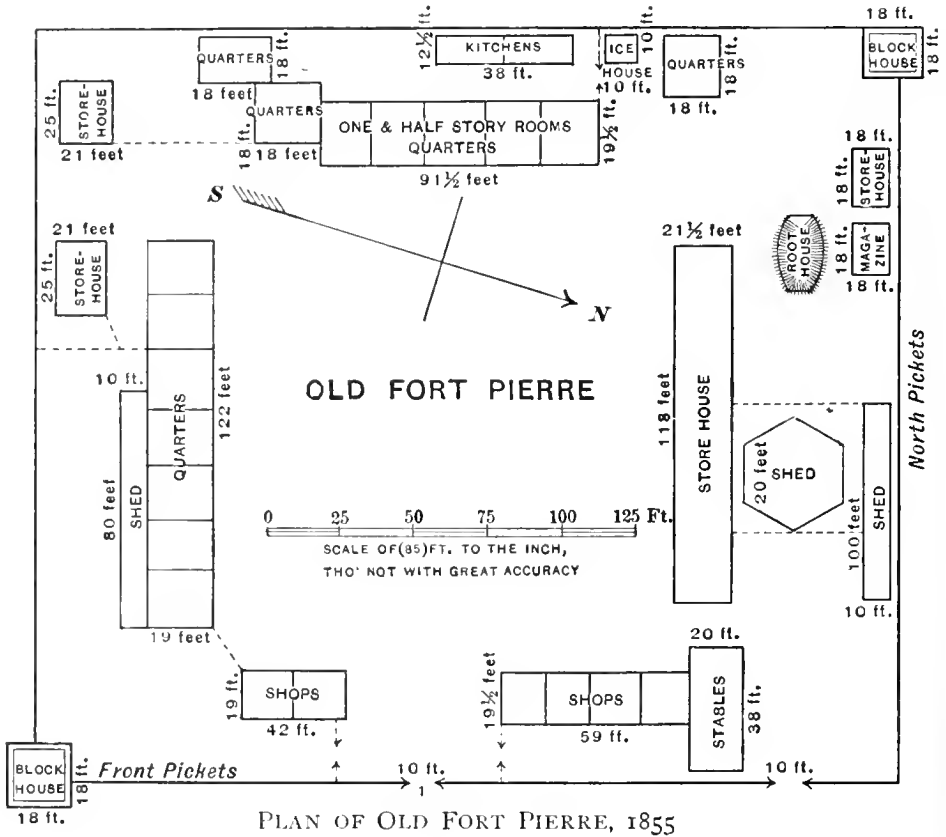 18 ft.
BLOCK
HOUSE
18 ft.
QUARTERS
18 ft.
18 feet
12½ ft.
KITCHENS
38 ft.
ICE
HOUSE
10 ft.
10 ft.
QUARTERS
18 ft.
18 ft.
25 ft.
STORE-
HOUSE
21 feet
QUARTERS
18 ft.
18 feet
ONE & HALF STORY ROOMS
QUARTERS
19½ ft.
91½ feet
18 ft.
18 ft.
STORE-
HOUSE
S
N
21 feet
25 ft.
STORE-
HOUSE
21½ feet
ROOT
HOUSE
18 ft.
MAGA-
ZINE
18 ft.
North Pickets
10 ft.
80 feet
SHED
QUARTERS
122 feet
19 feet
OLD FORT PIERRE
118 feet
STORE HOUSE
20 feet
SHED
100 feet
SHED
10 ft.
0 25 50 75 100 125 Ft.
SCALE OF (85) FT. TO THE INCH,
THO' NOT WITH GREAT ACCURACY
19 ft.
SHOPS
42 ft.
19½ feet
SHOPS
59 ft.
20 ft.
STABLES
38 ft.
BLOCK
HOUSE
18 ft.
18 ft.
Front Pickets
10 ft.
1
10 ft.
PLAN OF OLD FORT PIERRE, 1855